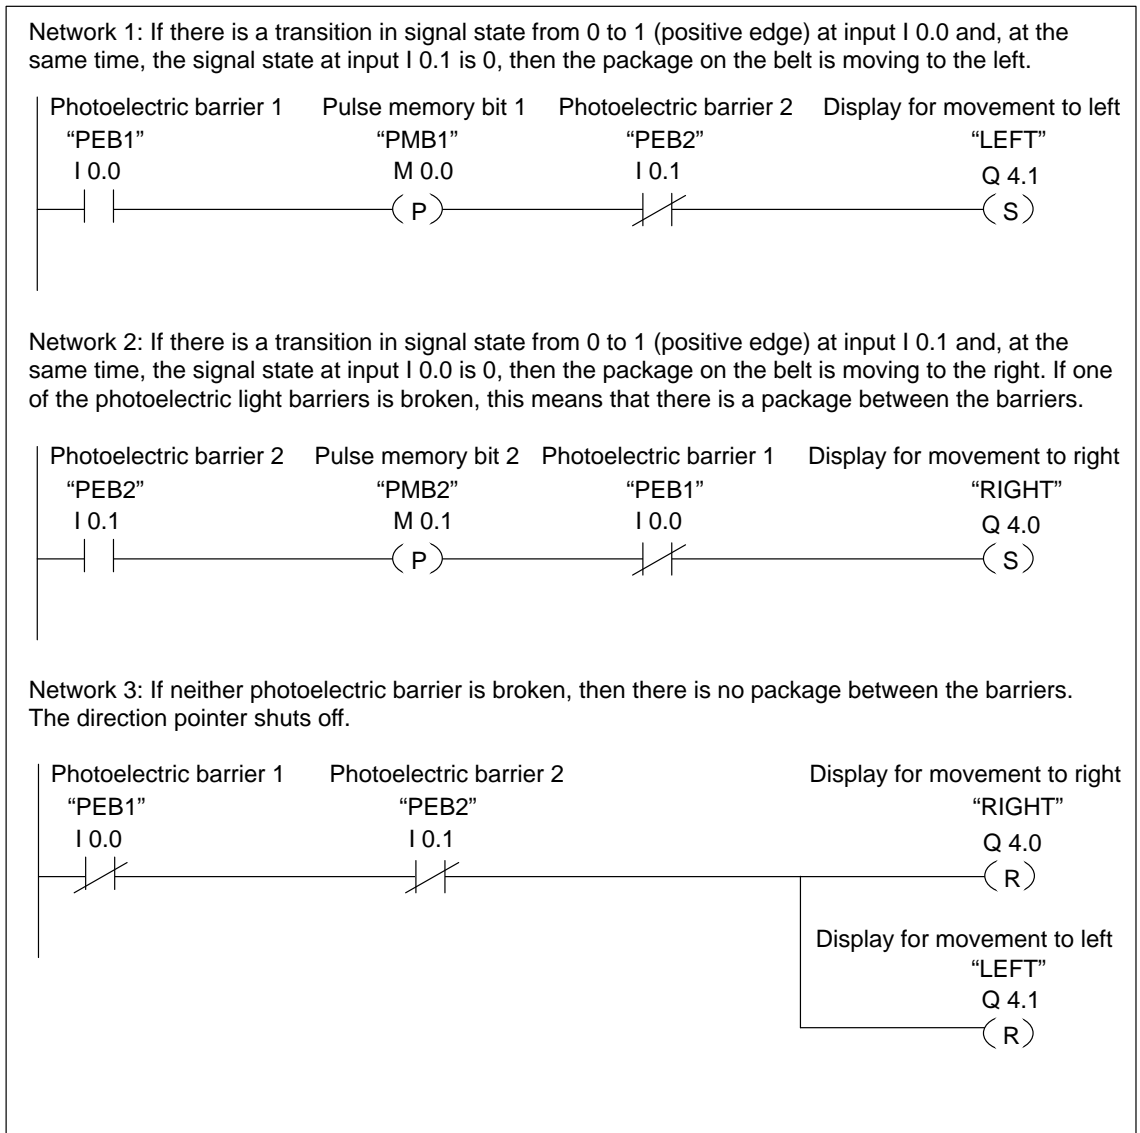 Network 1: If there is a transition in signal state from 0 to 1 (positive edge) at input I 0.0 and, at the
same time, the signal state at input I 0.1 is 0, then the package on the belt is moving to the left.
Photoelectric barrier 1 Pulse memory bit 1 Photoelectric barrier 2 Display for movement to left
“PEB1” “PMB1” “PEB2” “LEFT”
I 0.0 M 0.0 I 0.1 Q 4.1
P S
Network 2: If there is a transition in signal state from 0 to 1 (positive edge) at input I 0.1 and, at the
same time, the signal state at input I 0.0 is 0, then the package on the belt is moving to the right. If one
of the photoelectric light barriers is broken, this means that there is a package between the barriers.
Photoelectric barrier 2 Pulse memory bit 2 Photoelectric barrier 1 Display for movement to right
“PEB2” “PMB2” “PEB1” “RIGHT”
I 0.1 M 0.1 I 0.0 Q 4.0
P S
Network 3: If neither photoelectric barrier is broken, then there is no package between the barriers.
The direction pointer shuts off.
Photoelectric barrier 1 Photoelectric barrier 2 Display for movement to right
“PEB1” “PEB2” “RIGHT”
I 0.0 I 0.1 Q 4.0
R
Display for movement to left
“LEFT”
Q 4.1
R